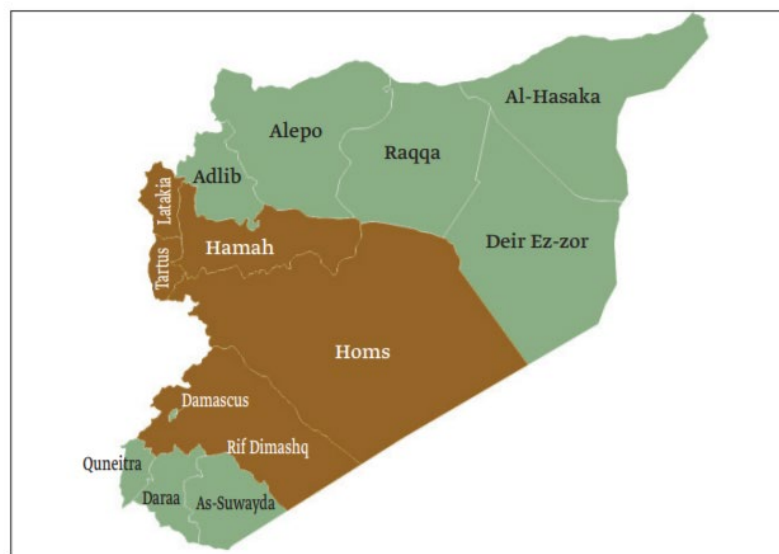 Al-Hasaka
Alepo
Raqqa
Adlib
Latakia
Deir Ez-zor
Hamah
Tartus
Homs
Damascus
Rif Dimashq
Quneitra
Daraa
As-Suwayda